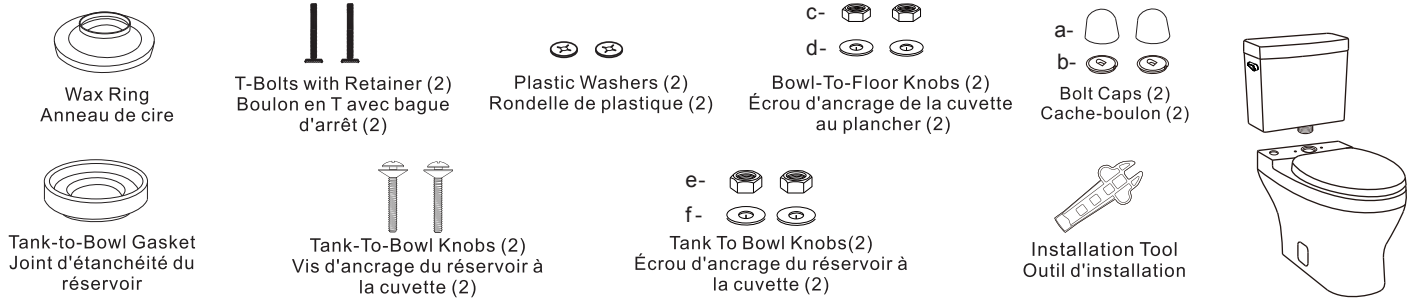 Wax Ring
Anneau de cire
T-Bolts with Retainer (2)
Boulon en T avec bague
d'arrêt (2)
Plastic Washers (2)
Rondelle de plastique (2)
c-
d-
Bowl-To-Floor Knobs (2)
Écrou d'ancrage de la cuvette
au plancher (2)
a-
b-
Bolt Caps (2)
Cache-boulon (2)
Tank-to-Bowl Gasket
Joint d'étanchéité du
réservoir
Tank-To-Bowl Knobs (2)
Vis d'ancrage du réservoir à
la cuvette (2)
e-
f-
Tank To Bowl Knobs(2)
Écrou d'ancrage du réservoir à
la cuvette (2)
Installation Tool
Outil d'installation